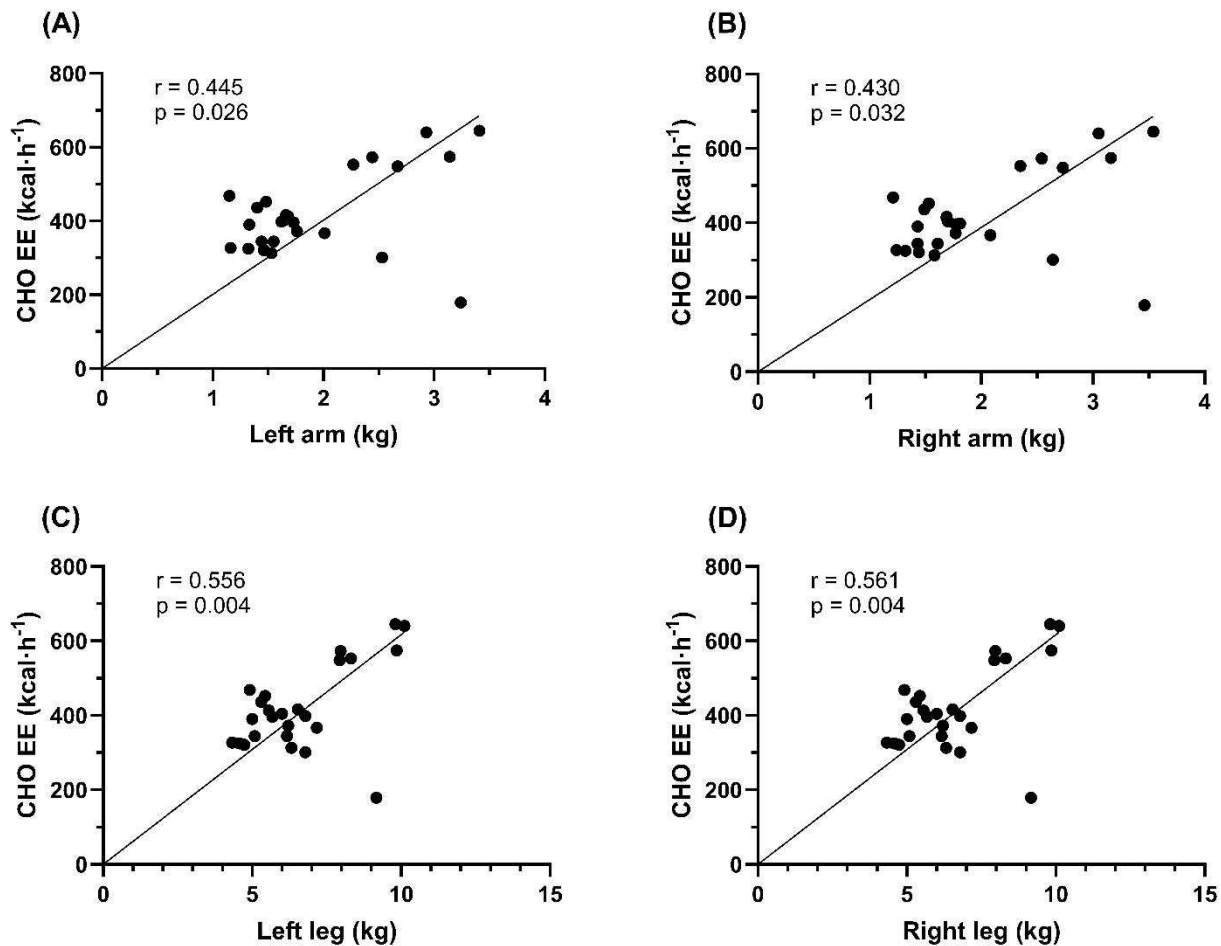 (A)
r = 0.445
p = 0.026
CHO EE (kcal·h⁻¹)
800
600
400
200
0
0 1 2 3 4
Left arm (kg)
(B)
r = 0.430
p = 0.032
CHO EE (kcal·h⁻¹)
800
600
400
200
0
0 1 2 3 4
Right arm (kg)
(C)
r = 0.556
p = 0.004
CHO EE (kcal·h⁻¹)
800
600
400
200
0
0 5 10 15
Left leg (kg)
(D)
r = 0.561
p = 0.004
CHO EE (kcal·h⁻¹)
800
600
400
200
0
0 5 10 15
Right leg (kg)